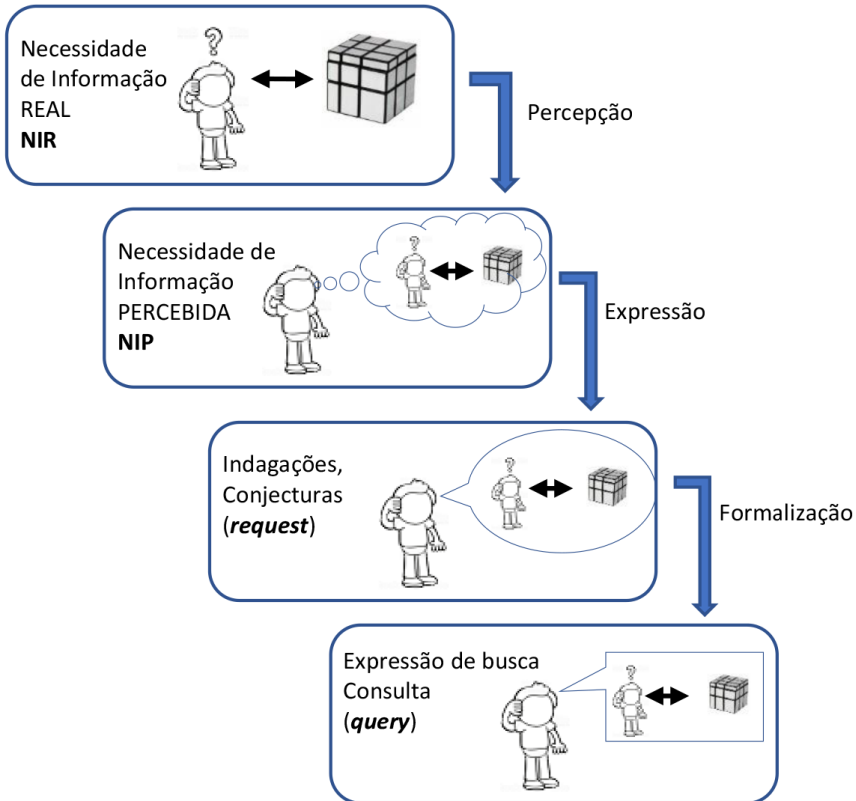 Necessidade
de Informação
REAL
NIR
?
Percepção
Necessidade de
Informação
PERCEBIDA
NIP
?
Expressão
Indagações,
Conjecturas
(request)
?
Formalização
Expressão de busca
Consulta
(query)
?